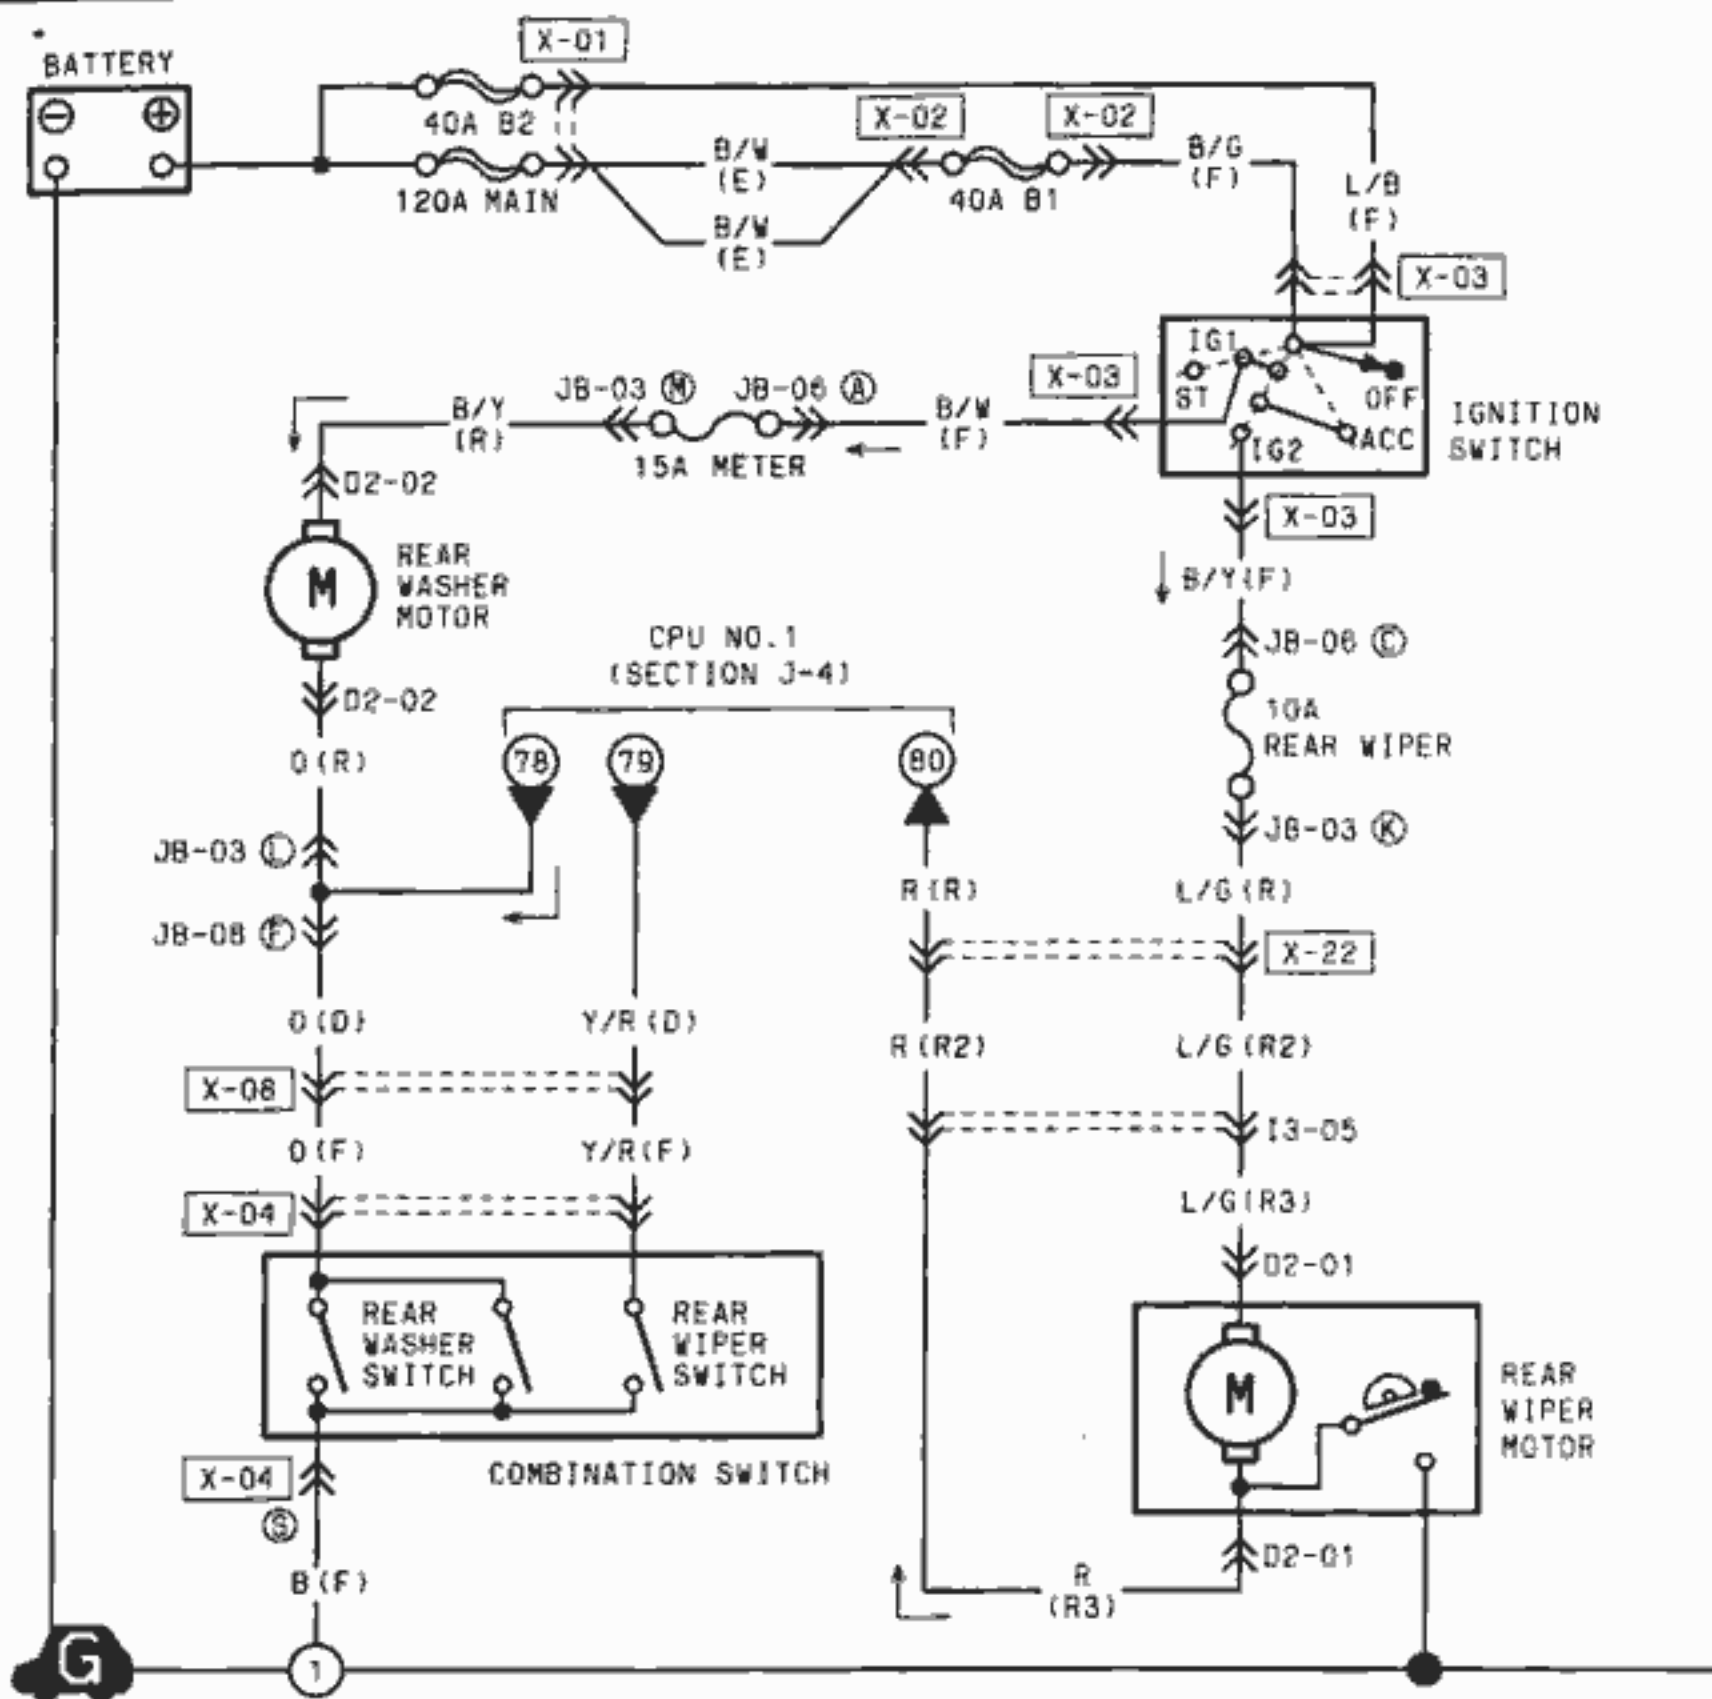 X-01
BATTERY
40A B2
X-02
X-02
B/W
(E)
B/G
(F)
120A MAIN
40A B1
L/B
(F)
B/W
(E)
X-03
IG1
ST
OFF
IG2
ACC
IGNITION
SWITCH
X-03
JB-03 Ⓜ
JB-06 Ⓐ
B/Y
(R)
B/W
(F)
15A METER
D2-02
X-03
M
REAR
WASHER
MOTOR
B/Y(F)
CPU NO.1
(SECTION J-4)
JB-06 Ⓒ
D2-02
10A
REAR WIPER
O(R)
78
79
80
JB-03 Ⓚ
JB-03 Ⓛ
R(R)
L/G(R)
JB-08 Ⓕ
X-22
O(D)
Y/R(D)
R(R2)
L/G(R2)
X-08
I3-05
O(F)
Y/R(F)
L/G(R3)
X-04
D2-01
REAR
WASHER
SWITCH
REAR
WIPER
SWITCH
M
REAR
WIPER
MOTOR
COMBINATION SWITCH
X-04
Ⓢ
D2-01
B(F)
R
(R3)
G
1